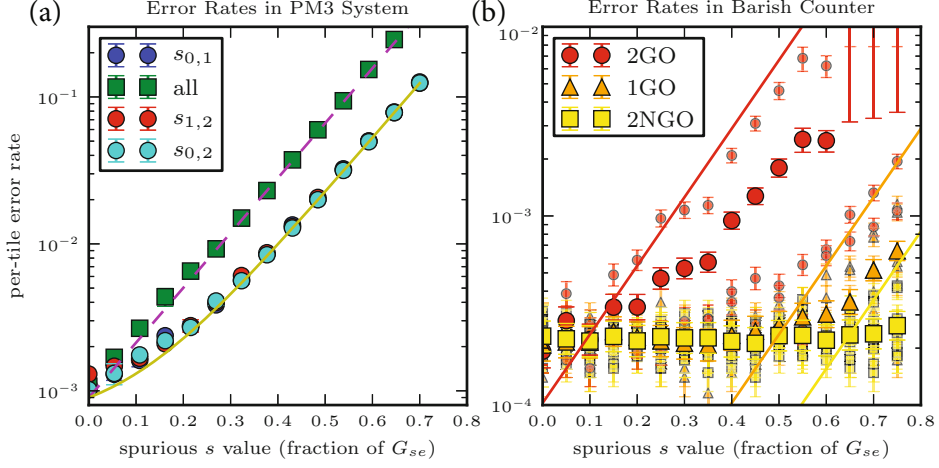 (a)
Error Rates in PM3 System
s0,1
all
s1,2
s0,2
per-tile error rate
10−1
10−2
10−3
0.0 0.1 0.2 0.3 0.4 0.5 0.6 0.7 0.8
spurious s value (fraction of Gse)
(b)
Error Rates in Barish Counter
2GO
1GO
2NGO
10−2
10−3
10−4
0.0 0.1 0.2 0.3 0.4 0.5 0.6 0.7 0.8
spurious s value (fraction of Gse)